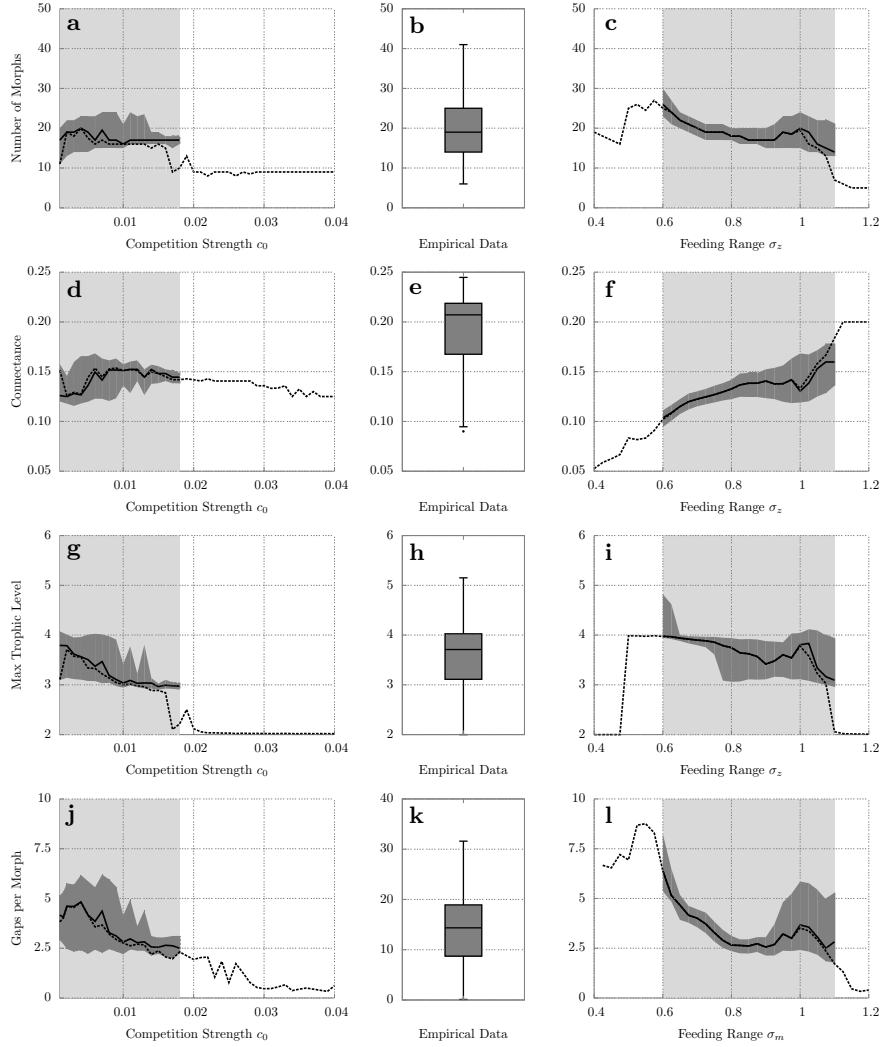 a
b
c
Number of Morphs
50
40
30
20
10
0
0.01 0.02 0.03 0.04
Competition Strength c₀
50
40
30
20
10
0
Empirical Data
50
40
30
20
10
0
0.4 0.6 0.8 1 1.2
Feeding Range σ_z
d
e
f
Connectance
0.25
0.20
0.15
0.10
0.05
0.01 0.02 0.03 0.04
Competition Strength c₀
0.25
0.20
0.15
0.10
0.05
Empirical Data
0.25
0.20
0.15
0.10
0.05
0.4 0.6 0.8 1 1.2
Feeding Range σ_z
g
h
i
Max Trophic Level
6
5
4
3
2
0.01 0.02 0.03 0.04
Competition Strength c₀
6
5
4
3
2
Empirical Data
6
5
4
3
2
0.4 0.6 0.8 1 1.2
Feeding Range σ_z
j
k
l
Gaps per Morph
10
7.5
5
2.5
0
0.01 0.02 0.03 0.04
Competition Strength c₀
40
30
20
10
0
Empirical Data
10
7.5
5
2.5
0
0.4 0.6 0.8 1 1.2
Feeding Range σ_m